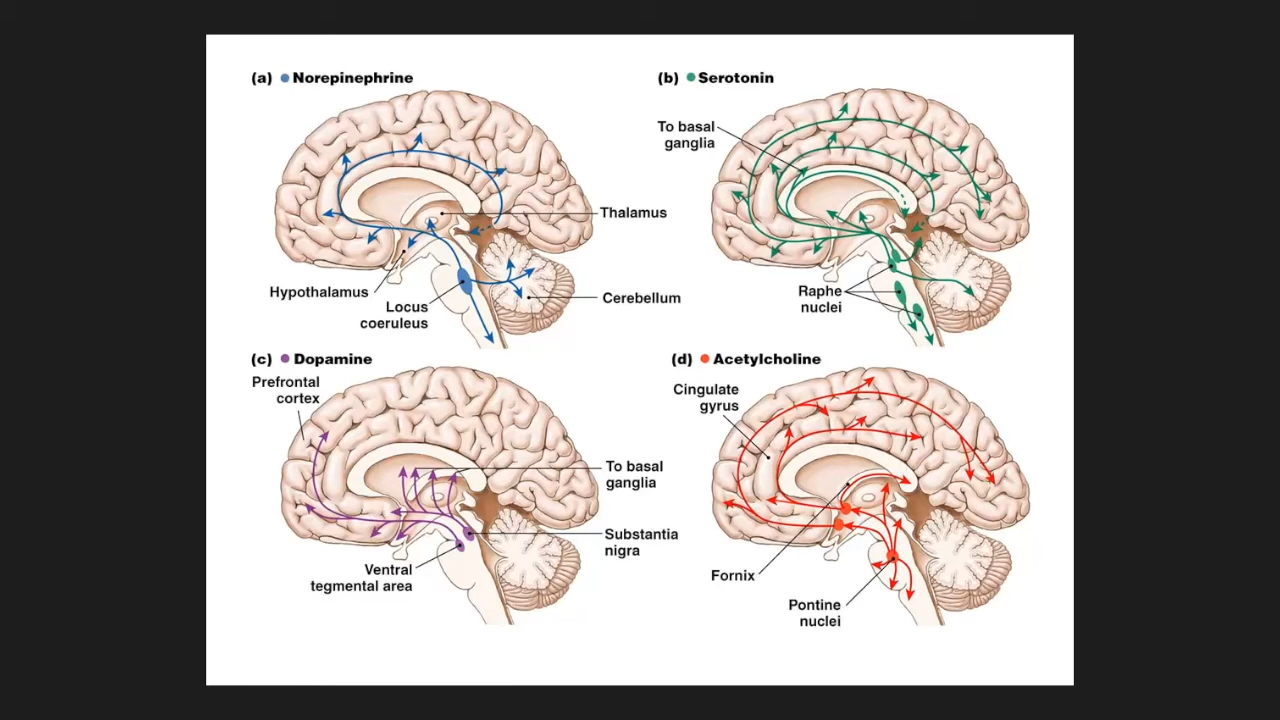 (a) Norepinephrine
Thalamus
Hypothalamus
Locus
coeruleus
Cerebellum
(b) Serotonin
To basal
ganglia
Raphe
nuclei
(c) Dopamine
Prefrontal
cortex
To basal
ganglia
Substantia
nigra
Ventral
tegmental area
(d) Acetylcholine
Cingulate
gyrus
Fornix
Pontine
nuclei